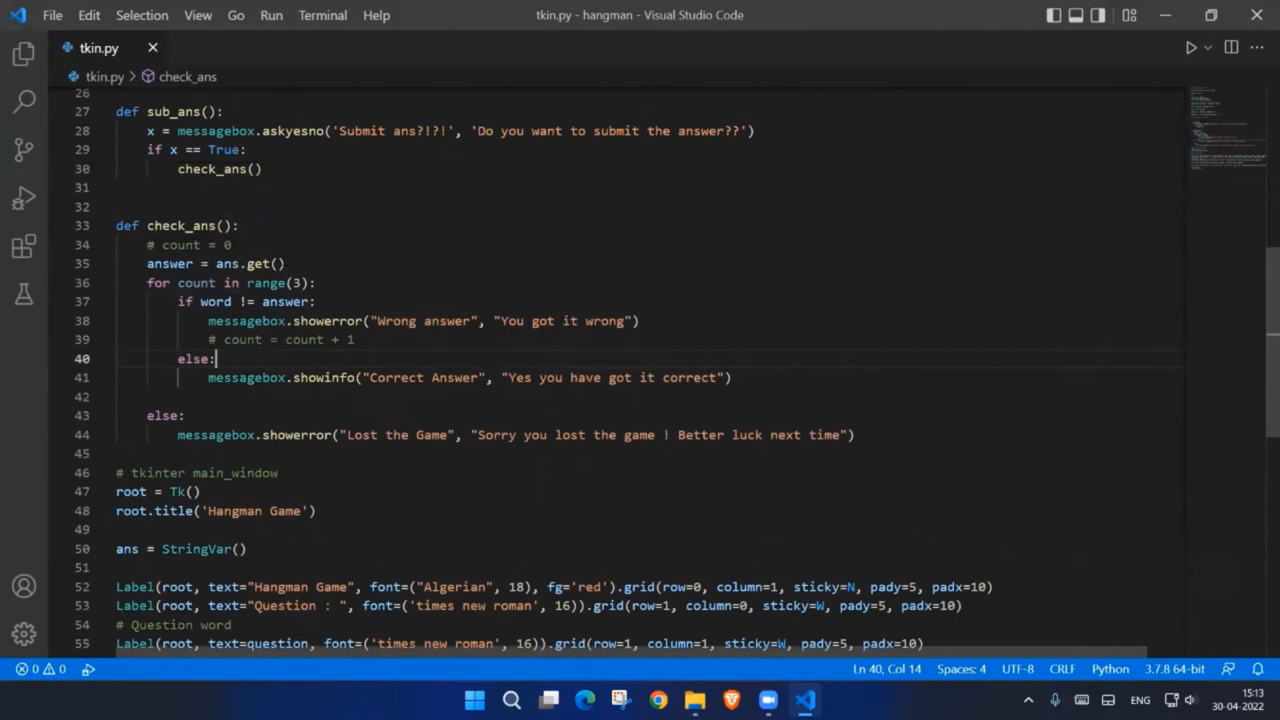 File Edit Selection View Go Run Terminal Help tkin.py - hangman - Visual Studio Code
tkin.py
tkin.py > check_ans
26
27 def sub_ans():
28 x = messagebox.askyesno('Submit ans?!?!', 'Do you want to submit the answer??')
29 if x == True:
30 check_ans()
31
32
33 def check_ans():
34 # count = 0
35 answer = ans.get()
36 for count in range(3):
37 if word != answer:
38 messagebox.showerror("Wrong answer", "You got it wrong")
39 # count = count + 1
40 else:
41 messagebox.showinfo("Correct Answer", "Yes you have got it correct")
42
43 else:
44 messagebox.showerror("Lost the Game", "Sorry you lost the game ! Better luck next time")
45
46 # tkinter main_window
47 root = Tk()
48 root.title('Hangman Game')
49
50 ans = StringVar()
51
52 Label(root, text="Hangman Game", font=("Algerian", 18), fg='red').grid(row=0, column=1, sticky=N, pady=5, padx=10)
53 Label(root, text="Question : ", font=('times new roman', 16)).grid(row=1, column=0, sticky=W, pady=5, padx=10)
54 # Question word
55 Label(root, text=question, font=('times new roman', 16)).grid(row=1, column=1, sticky=W, pady=5, padx=10)
0 0 Ln 40, Col 14 Spaces: 4 UTF-8 CRLF Python 3.7.8 64-bit
ENG 15:13
30-04-2022